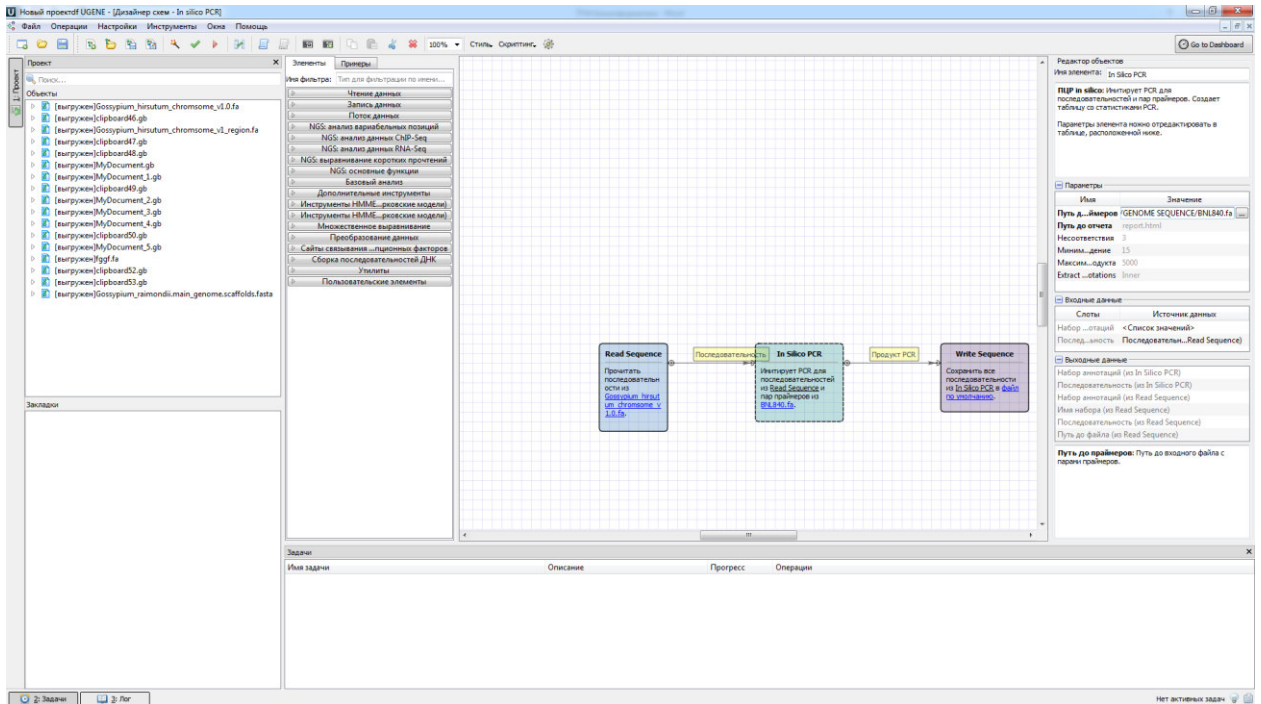 Новый проектdf UGENE - [Дизайнер схем - In silico PCR]
Файл Операции Настройки Инструменты Окна Помощь
100% Стиль Скриптинг
Go to Dashboard
1: Проект
Проект
Поиск...
Объекты
[выгружен]Gossypium_hirsutum_chromsome_v1.0.fa
[выгружен]clipboard46.gb
[выгружен]Gossypium_hirsutum_chromsome_v1_region.fa
[выгружен]clipboard47.gb
[выгружен]clipboard48.gb
[выгружен]MyDocument.gb
[выгружен]MyDocument_1.gb
[выгружен]clipboard49.gb
[выгружен]MyDocument_2.gb
[выгружен]MyDocument_3.gb
[выгружен]MyDocument_4.gb
[выгружен]clipboard50.gb
[выгружен]MyDocument_5.gb
[выгружен]fggf.fa
[выгружен]clipboard52.gb
[выгружен]clipboard53.gb
[выгружен]Gossypium_raimondii.main_genome.scaffolds.fasta
Закладки
Элементы Примеры
Имя фильтра: Тип для фильтрации по имени...
Чтение данных
Запись данных
Поток данных
NGS: анализ вариабельных позиций
NGS: анализ данных ChIP-Seq
NGS: анализ данных RNA-Seq
NGS: выравнивание коротких прочтений
NGS: основные функции
Базовый анализ
Дополнительные инструменты
Инструменты HMME...рковские модели)
Инструменты HMME...рковские модели)
Множественное выравнивание
Преобразование данных
Сайты связывания ...пционных факторов
Сборка последовательностей ДНК
Утилиты
Пользовательские элементы
Read Sequence
Прочитать
последовательн
ости из
Gossypium_hirsut
um_chromsome_v
1.0.fa.
Последовательность
In Silico PCR
Имитирует PCR для
последовательностей
из Read Sequence и
пар праймеров из
BNL840.fa.
Продукт PCR
Write Sequence
Сохранить все
последовательности
из In Silico PCR в файл
по умолчанию.
Редактор объектов
Имя элемента: In Silico PCR
ПЦР in silico: Имитирует PCR для
последовательностей и пар праймеров. Создает
таблицу со статистиками PCR.
Параметры элемента можно отредактировать в
таблице, расположенной ниже.
Параметры
Имя Значение
Путь д...ймеров /GENOME SEQUENCE/BNL840.fa ...
Путь до отчета report.html
Несоответствия 3
Миним...дение 15
Максим...одукта 5000
Extract ...otations Inner
Входные данные
Слоты Источник данных
Набор ...отаций <Список значений>
Послед...ьность Последовательн...Read Sequence)
Выходные данные
Набор аннотаций (из In Silico PCR)
Последовательность (из In Silico PCR)
Набор аннотаций (из Read Sequence)
Имя набора (из Read Sequence)
Последовательность (из Read Sequence)
Путь до файла (из Read Sequence)
Путь до праймеров: Путь до входного файла с
парами праймеров.
Задачи
Имя задачи Описание Прогресс Операции
2: Задачи 3: Лог
Нет активных задач